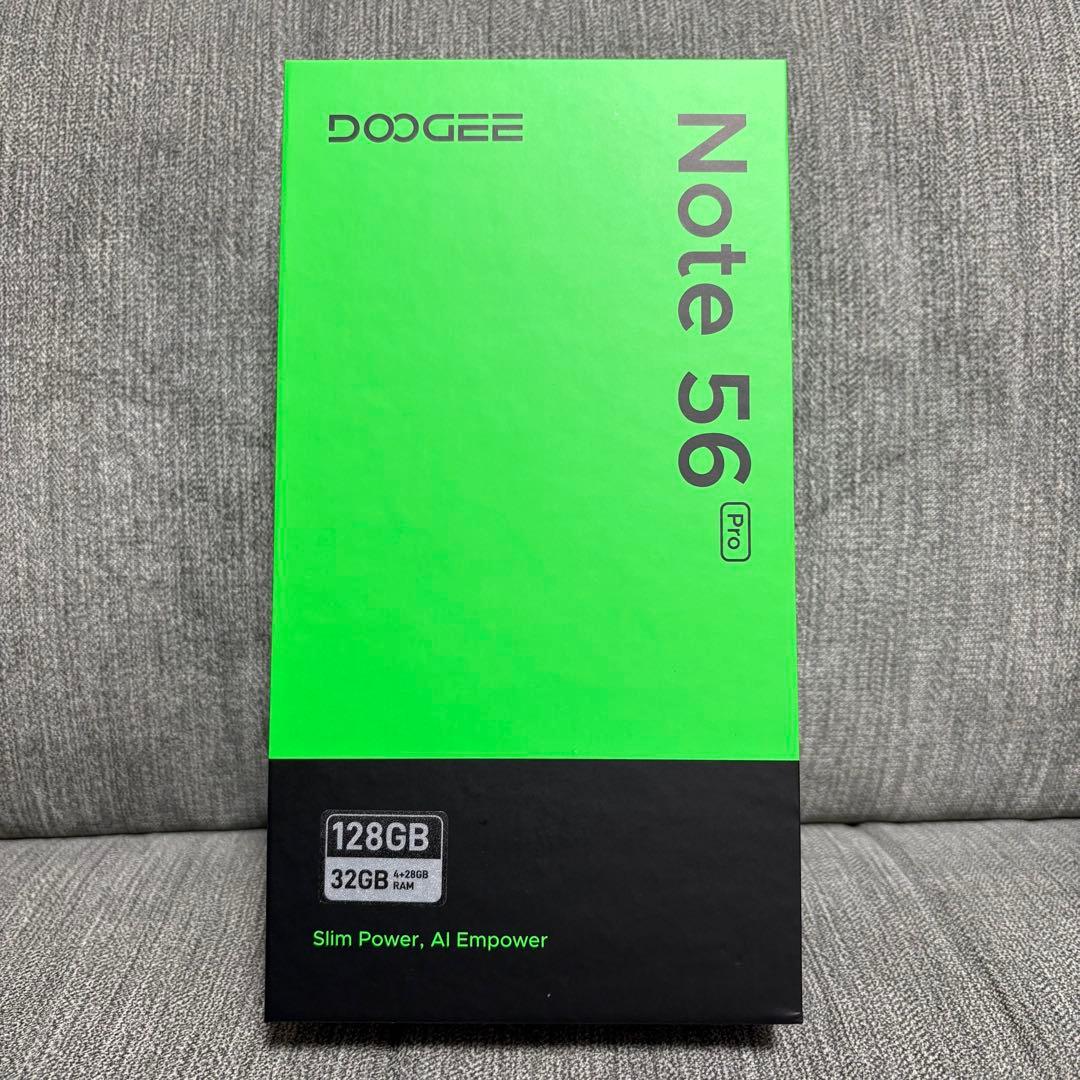 DOOGEE
Note 56 Pro
128GB
32GB 4+28GB RAM
Slim Power, AI Empower